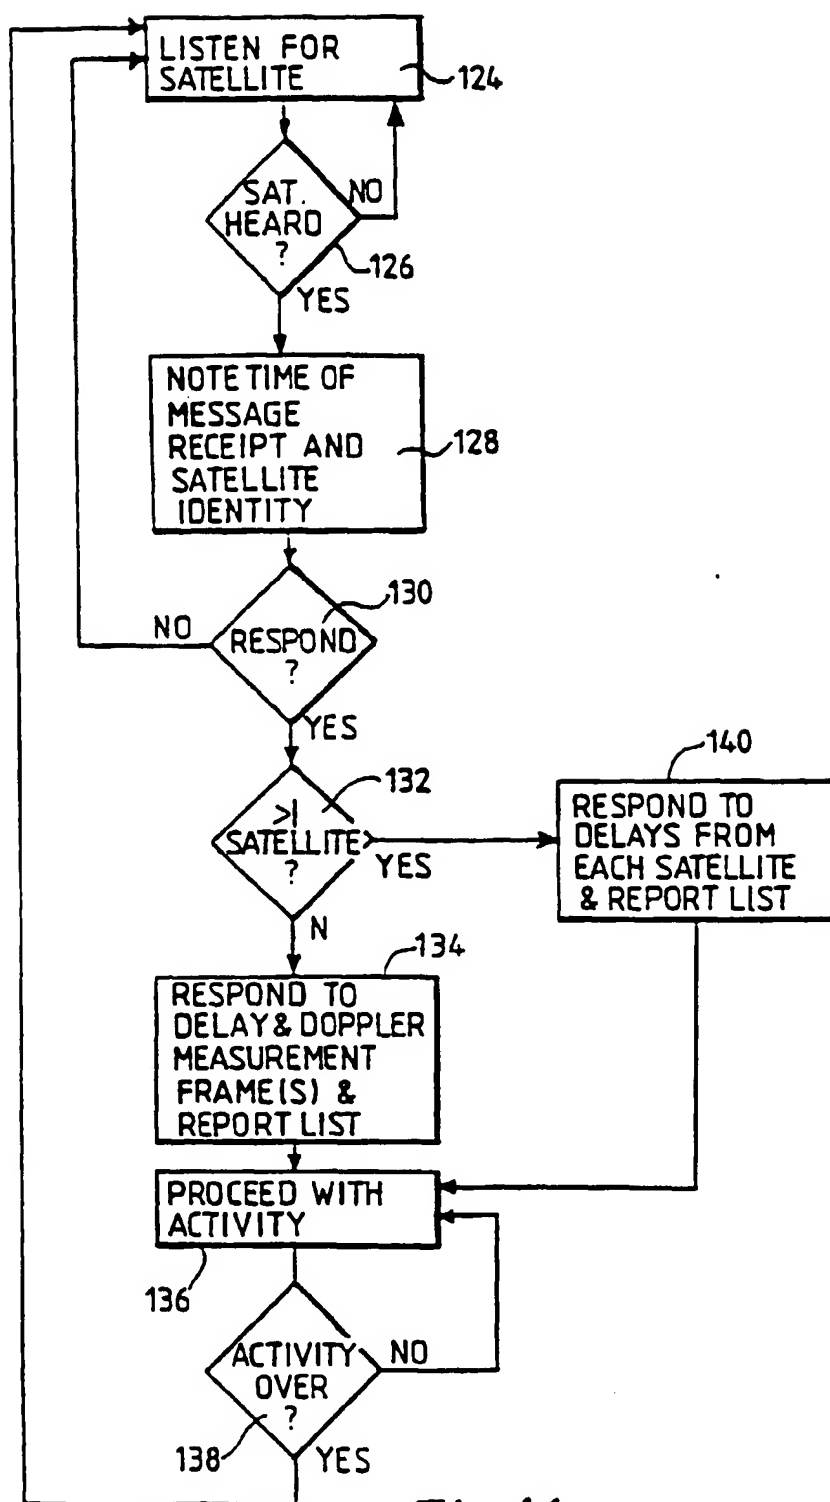 LISTEN FOR
SATELLITE
124
SAT.
HEARD
?
NO
126
YES
NOTE TIME OF
MESSAGE
RECEIPT AND
SATELLITE
IDENTITY
128
130
NO
RESPOND
?
YES
132
>1
SATELLITE
?
YES
N
140
RESPOND TO
DELAYS FROM
EACH SATELLITE
& REPORT LIST
134
RESPOND TO
DELAY & DOPPLER
MEASUREMENT
FRAME(S) &
REPORT LIST
PROCEED WITH
ACTIVITY
136
ACTIVITY
OVER
?
NO
138
YES